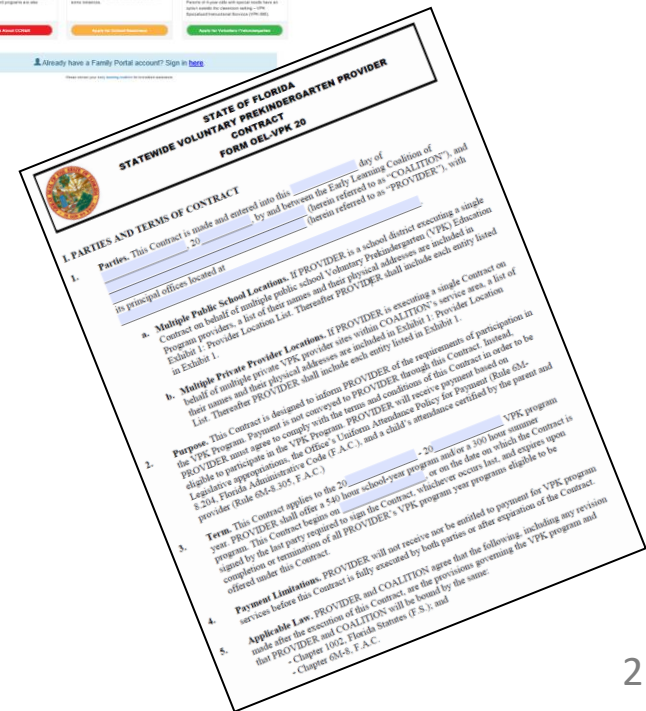 Already have a Family Portal account? Sign in here.
STATE OF FLORIDA
STATEWIDE VOLUNTARY PREKINDERGARTEN PROVIDER
CONTRACT
FORM OEL-VPK 20
I. PARTIES AND TERMS OF CONTRACT
1. Parties. This Contract is made and entered into this day of
, 20 , by and between the Early Learning Coalition of
(herein referred to as "COALITION"), and
(herein referred to as "PROVIDER"), with
its principal offices located at .
a. Multiple Public School Locations. If PROVIDER is a school district executing a single
Contract on behalf of multiple public school Voluntary Prekindergarten (VPK) Education
Program providers, a list of their names and their physical addresses are included in
Exhibit 1: Provider Location List. Thereafter PROVIDER shall include each entity listed
in Exhibit 1.
b. Multiple Private Provider Locations. If PROVIDER is executing a single Contract on
behalf of multiple private VPK provider sites within COALITION's service area, a list of
their names and their physical addresses are included in Exhibit 1: Provider Location
List. Thereafter PROVIDER shall include each entity listed in Exhibit 1.
2. Purpose. This Contract is designed to inform PROVIDER of the requirements of participation in
the VPK Program. Payment is not conveyed to PROVIDER through this Contract. Instead,
PROVIDER must agree to comply with the terms and conditions of this Contract in order to be
eligible to participate in the VPK Program. PROVIDER will receive payment based on
Legislative appropriations, the Office's Uniform Attendance Policy for Payment (Rule 6M-
8.204, Florida Administrative Code (F.A.C.), and a child's attendance certified by the parent and
provider (Rule 6M-8.305, F.A.C.)
3. Term. This Contract applies to the 20 - 20 VPK program
year. PROVIDER shall offer a 540 hour school-year program and/or a 300 hour summer
program. This Contract begins on or on the date on which the Contract is
signed by the last party required to sign the Contract, whichever occurs last, and expires upon
completion or termination of all PROVIDER's VPK program year programs eligible to be
offered under this Contract.
4. Payment Limitations. PROVIDER will not receive nor be entitled to payment for VPK program
services before this Contract is fully executed by both parties or after expiration of the Contract.
5. Applicable Law. PROVIDER and COALITION agree that the following, including any revision
made after the execution of this Contract, are the provisions governing the VPK program and
that PROVIDER and COALITION will be bound by the same:
- Chapter 1002, Florida Statutes (F.S.); and
- Chapter 6M-8, F.A.C.
2